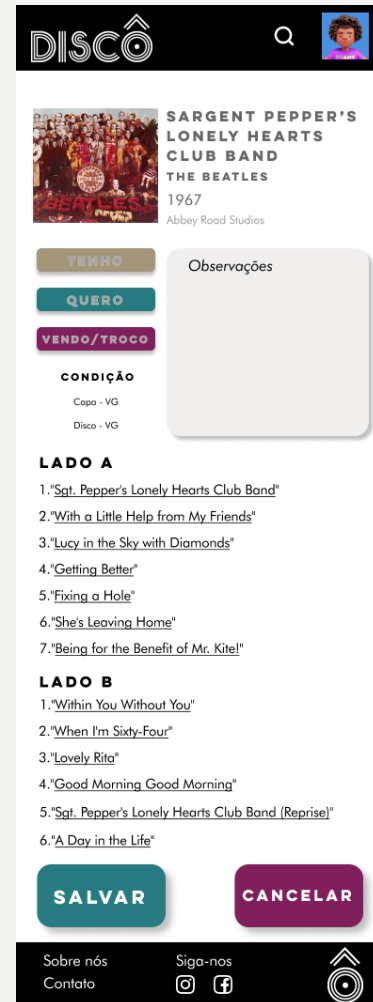 DISCÔ
SARGENT PEPPER'S
LONELY HEARTS
CLUB BAND
THE BEATLES
1967
Abbey Road Studios
BEATLES
TENHO
QUERO
VENDO/TROCO
CONDIÇÃO
Capa - VG
Disco - VG
Observações
LADO A
1."Sgt. Pepper's Lonely Hearts Club Band"
2."With a Little Help from My Friends"
3."Lucy in the Sky with Diamonds"
4."Getting Better"
5."Fixing a Hole"
6."She's Leaving Home"
7."Being for the Benefit of Mr. Kite!"
LADO B
1."Within You Without You"
2."When I'm Sixty-Four"
3."Lovely Rita"
4."Good Morning Good Morning"
5."Sgt. Pepper's Lonely Hearts Club Band (Reprise)"
6."A Day in the Life"
SALVAR
CANCELAR
Sobre nós
Contato
Siga-nos